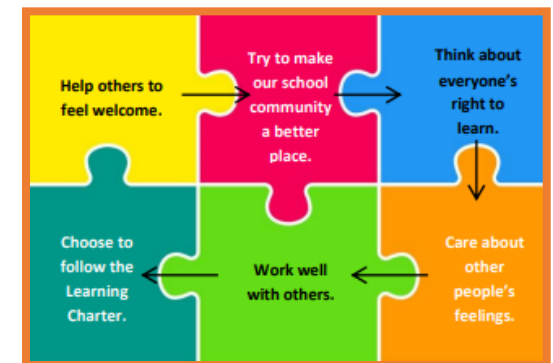 Help others to
feel welcome.
Try to make
our school
community
a better
place.
Think about
everyone's
right to
learn.
Care about
other
people's
feelings.
Work well
with others.
Choose to
follow the
Learning
Charter.